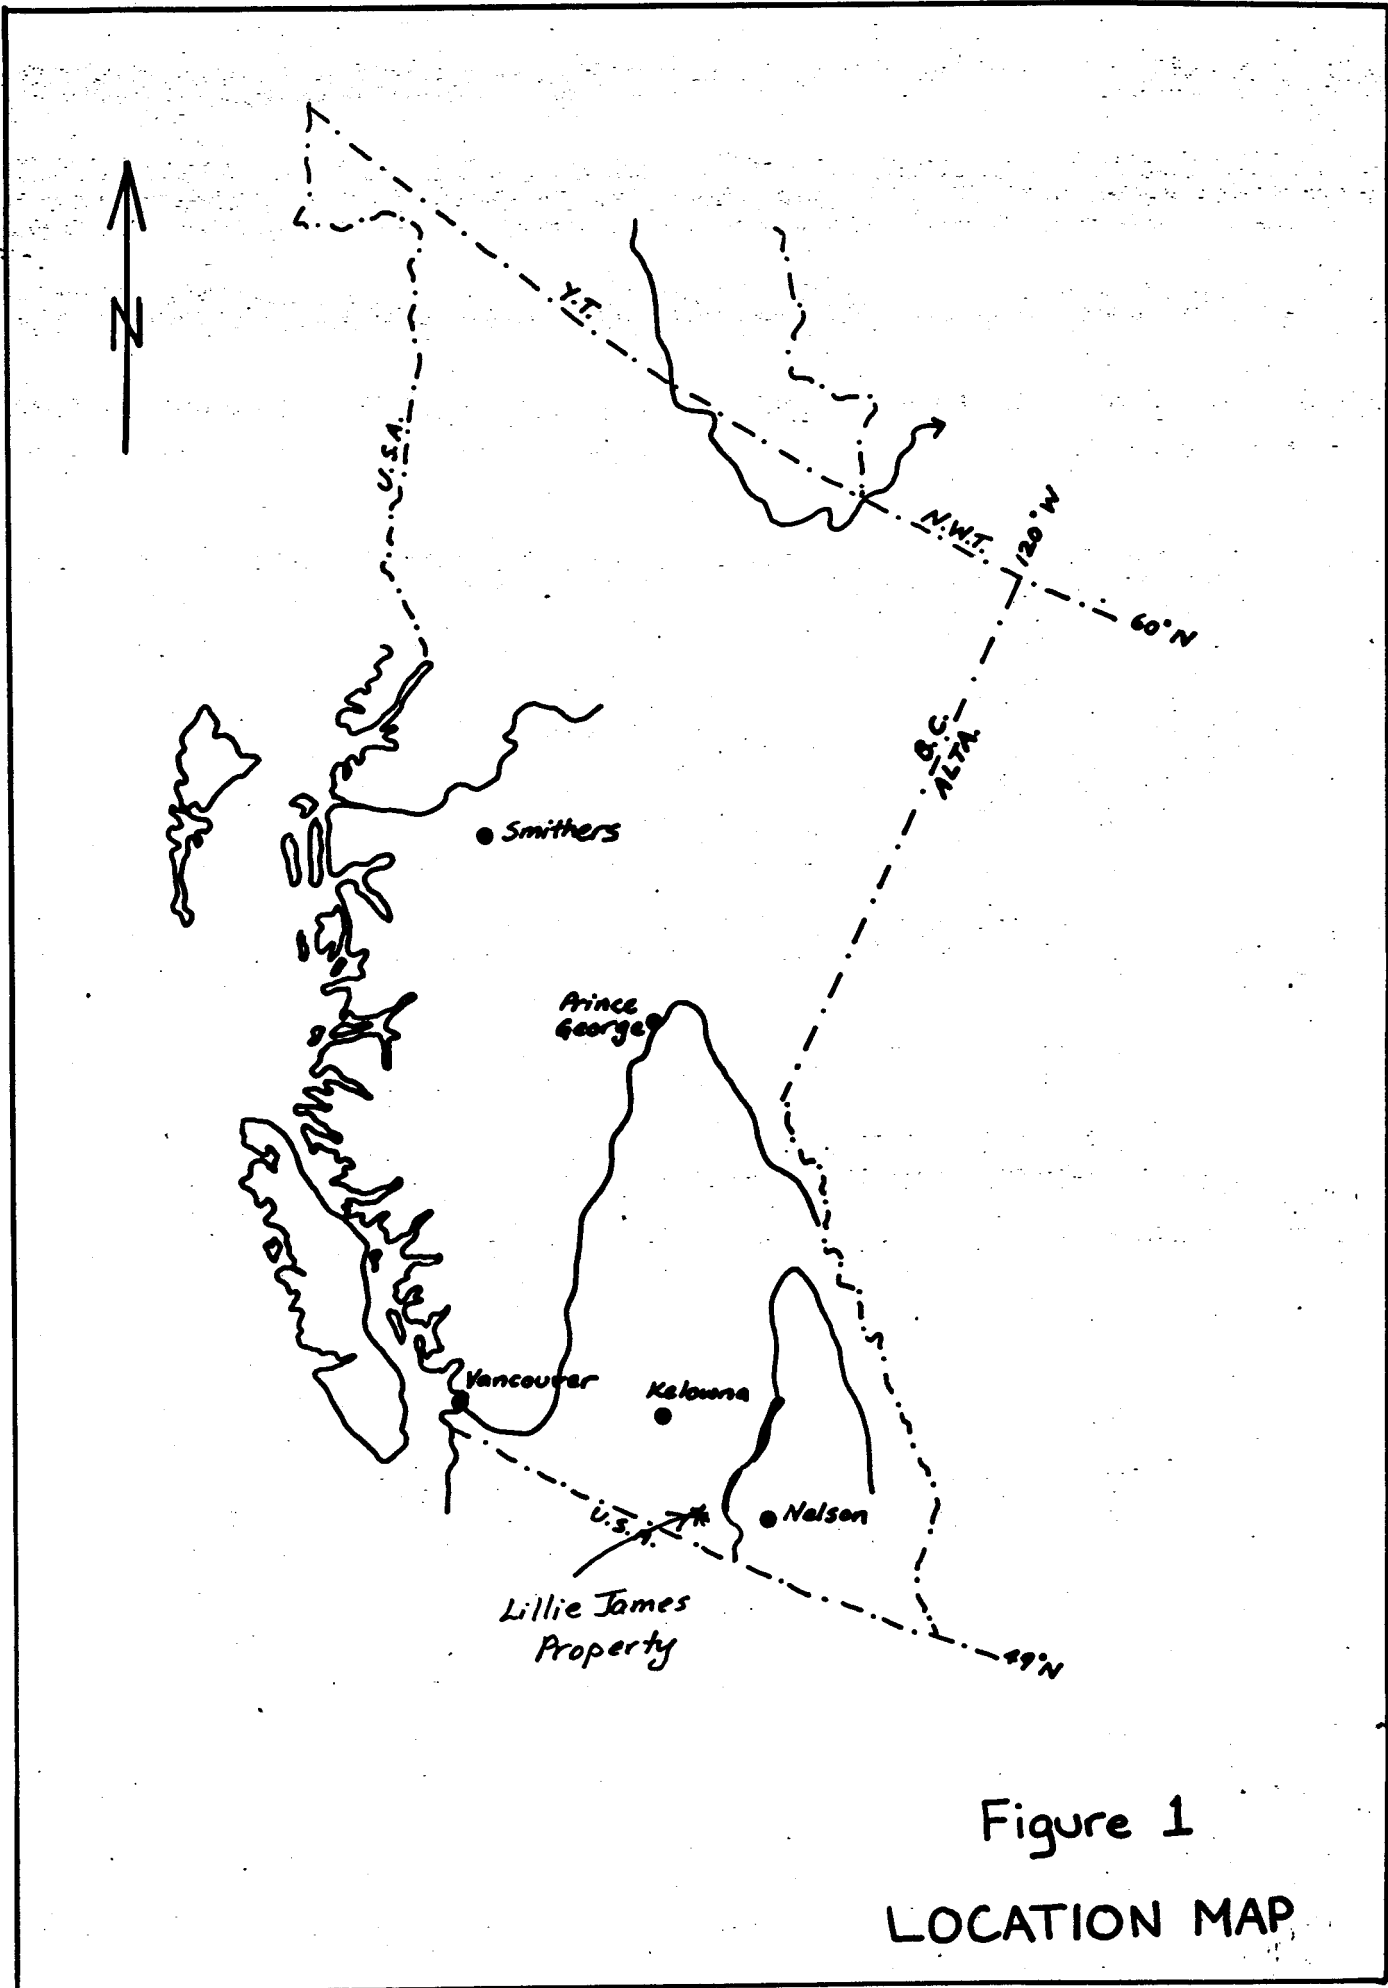 N
Y.T.
U.S.A.
N.W.T.
120°W
60°N
B.C.
ALTA.
Smithers
Prince
George
Vancouver
Kelowna
Nelson
U.S.A.
Lillie James
Property
49°N
Figure 1
LOCATION MAP